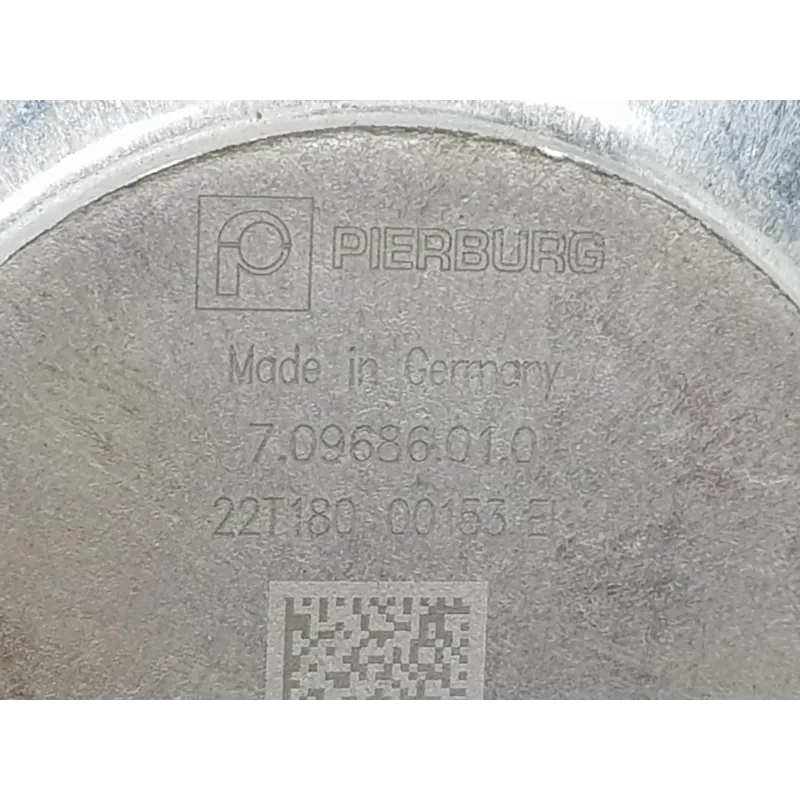 PIERBURG
Made in Germany
7.09686.01.0
22T180 00153 EI